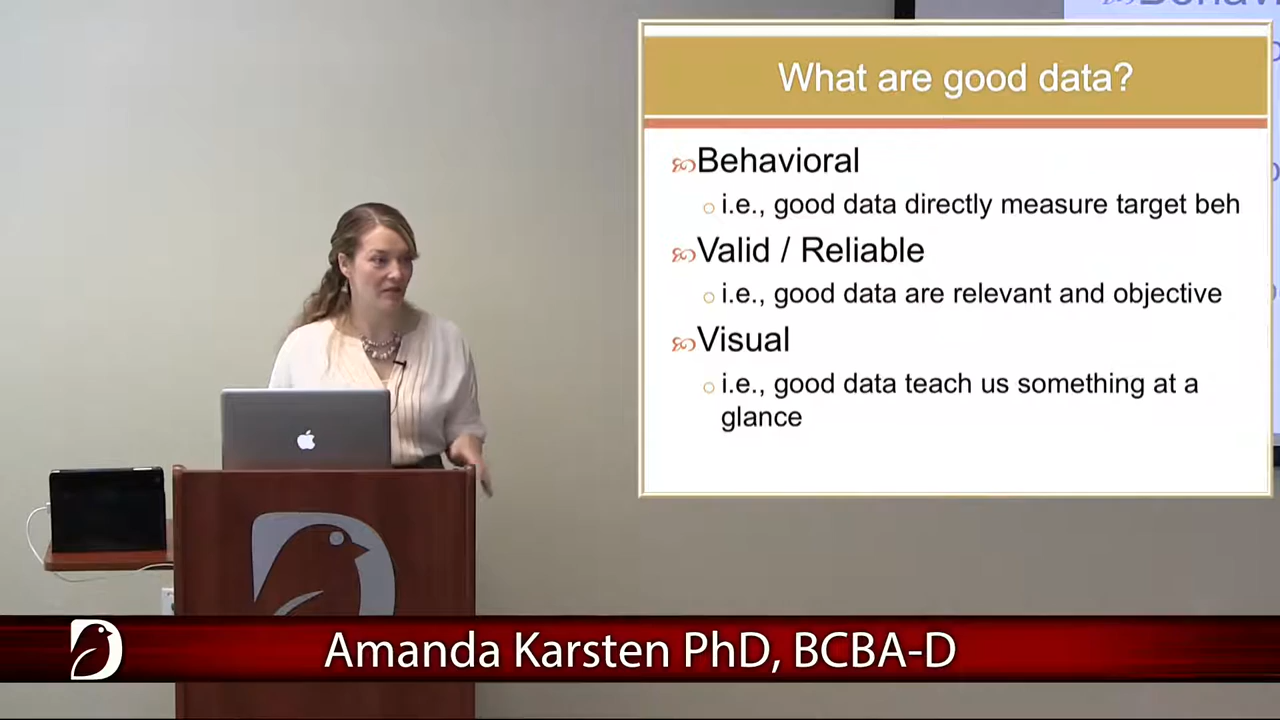 What are good data?
Behavioral
i.e., good data directly measure target beh
Valid / Reliable
i.e., good data are relevant and objective
Visual
i.e., good data teach us something at a
glance
Amanda Karsten PhD, BCBA-D